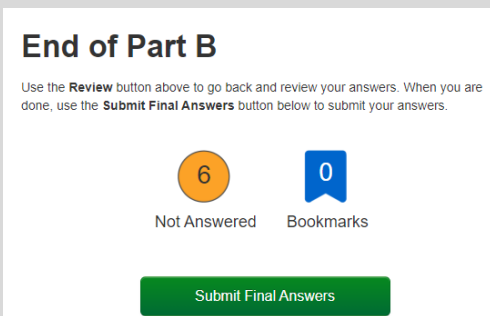 End of Part B
Use the Review button above to go back and review your answers. When you are
done, use the Submit Final Answers button below to submit your answers.
6
0
Not Answered
Bookmarks
Submit Final Answers